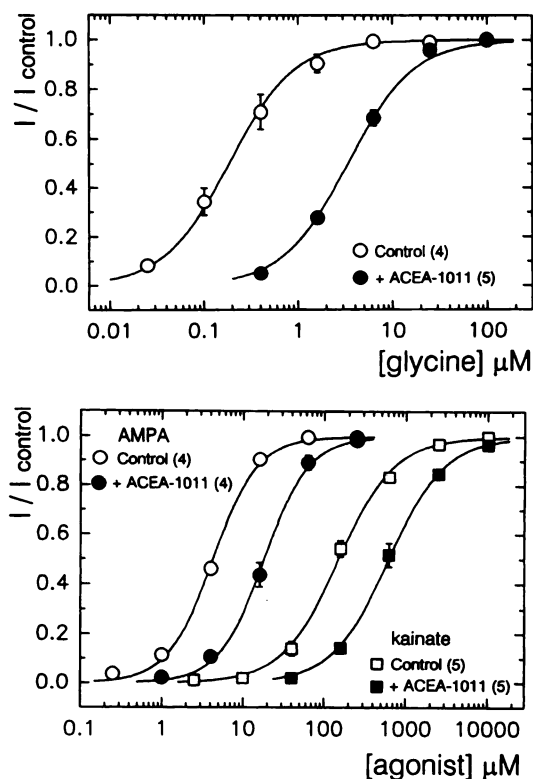 I / I control
1.0
0.8
0.6
0.4
0.2
0.0
Control (4)
+ ACEA-1011 (5)
0.01 0.1 1 10 100
[glycine] μM
I / I control
1.0
0.8
0.6
0.4
0.2
0.0
AMPA
Control (4)
+ ACEA-1011 (4)
kainate
Control (5)
+ ACEA-1011 (5)
0.1 1 10 100 1000 10000
[agonist] μM